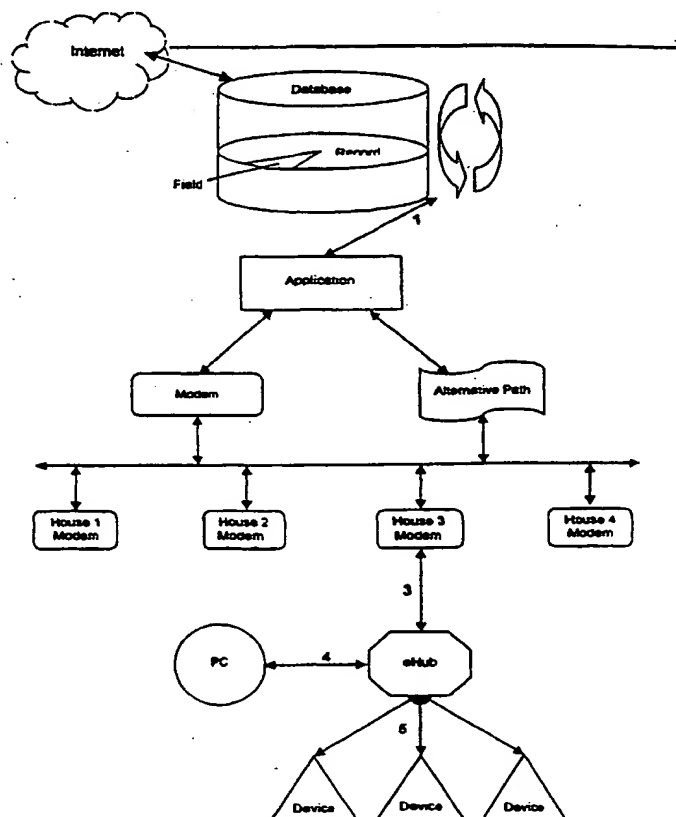 Internet
Database
Record
Field
1
Application
Modem
Alternative Path
House 1
Modem
House 2
Modem
House 3
Modem
House 4
Modem
3
PC
4
eHub
5
Device
Device
Device